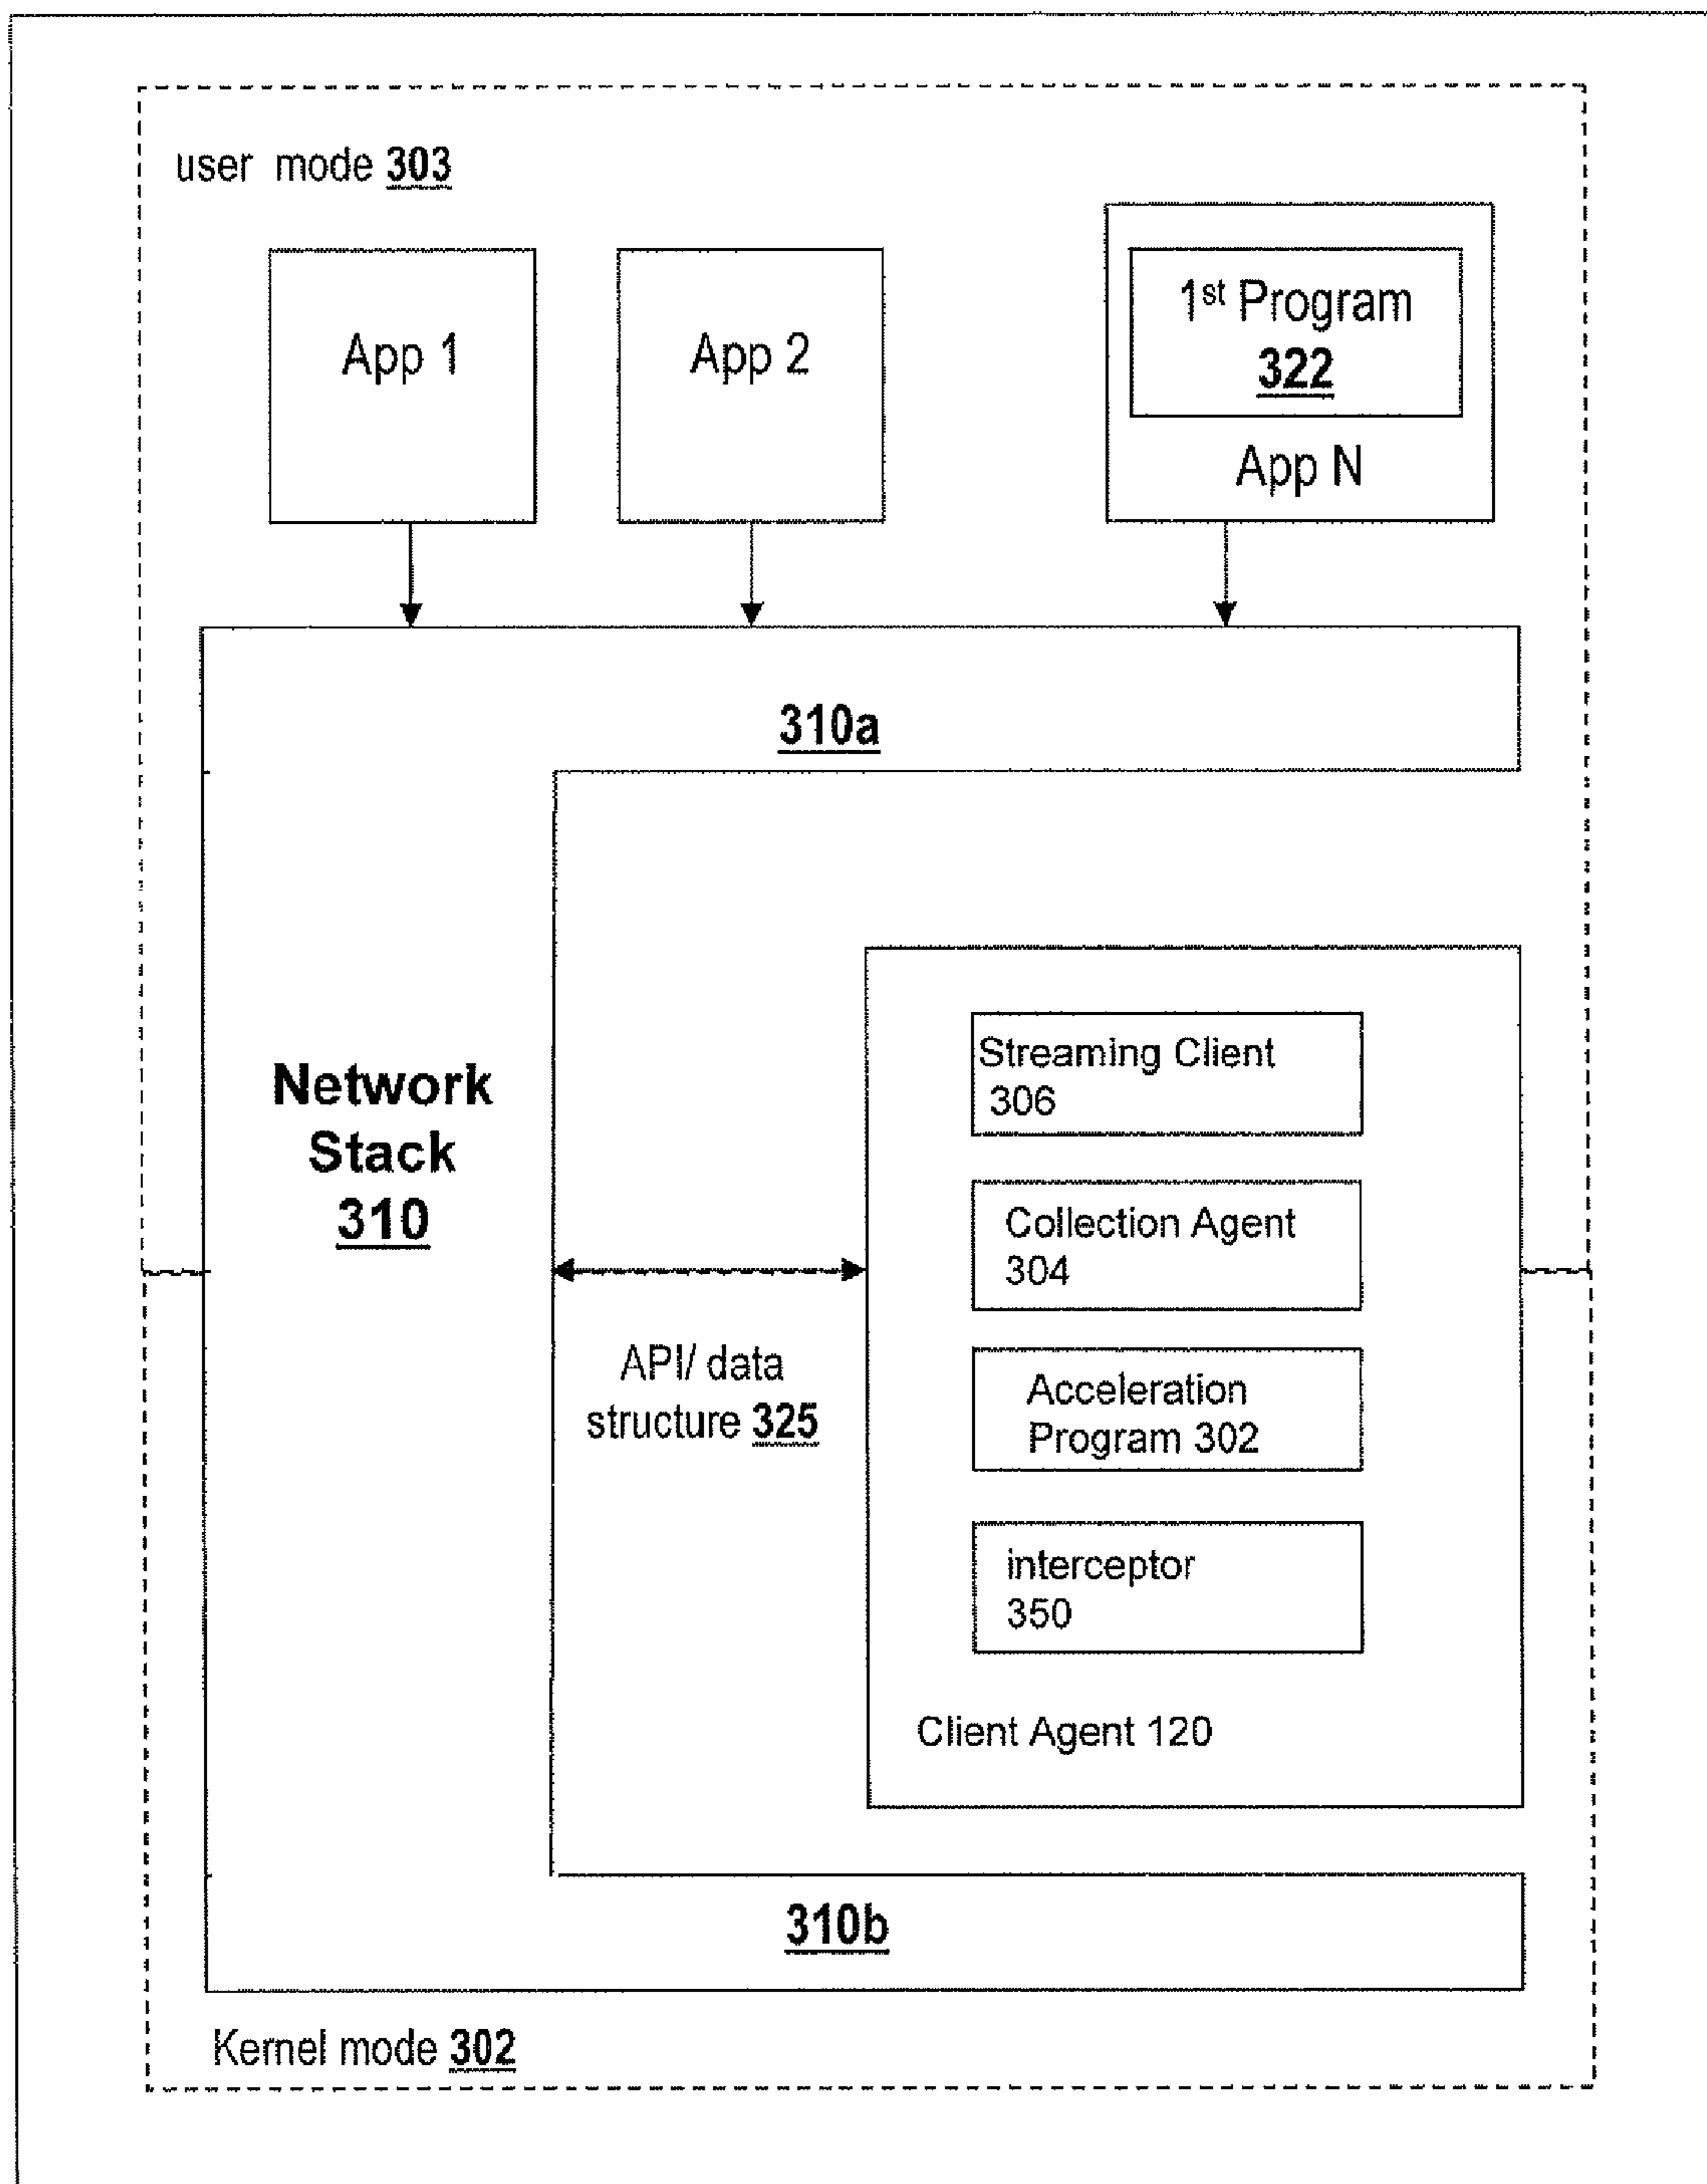 user mode 303
App 1
App 2
1st Program
322
App N
310a
Network
Stack
310
Streaming Client
306
Collection Agent
304
API/ data
structure 325
Acceleration
Program 302
interceptor
350
Client Agent 120
310b
Kernel mode 302